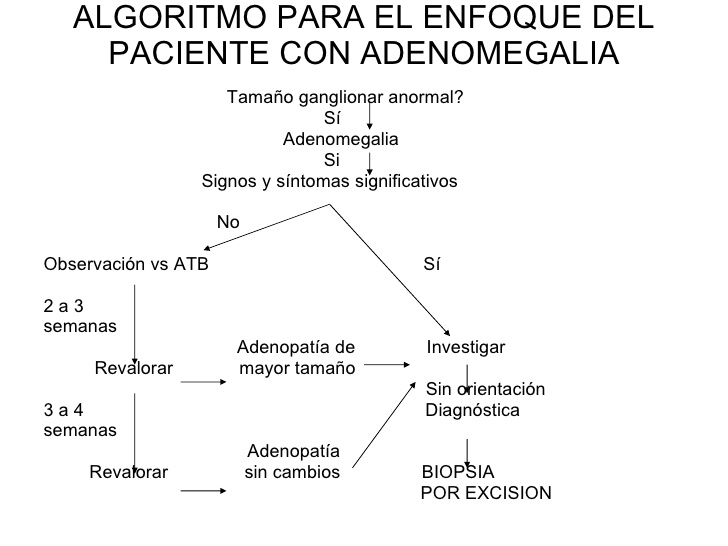 ALGORITMO PARA EL ENFOQUE DEL
PACIENTE CON ADENOMEGALIA
Tamaño ganglionar anormal?
Sí
Adenomegalia
Si
Signos y síntomas significativos
No
Observación vs ATB
Sí
2 a 3
semanas
Revalorar
Adenopatía de
mayor tamaño
Investigar
Sin orientación
Diagnóstica
3 a 4
semanas
Revalorar
Adenopatía
sin cambios
BIOPSIA
POR EXCISION